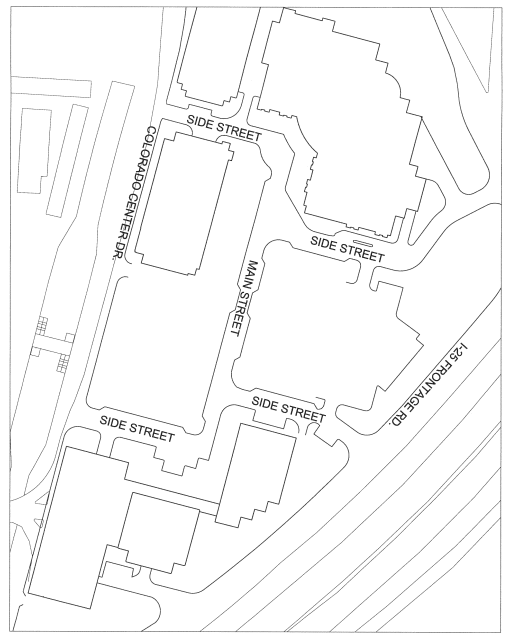 SIDE STREET
COLORADO CENTER DR.
SIDE STREET
MAIN STREET
I-25 FRONTAGE RD.
SIDE STREET
SIDE STREET